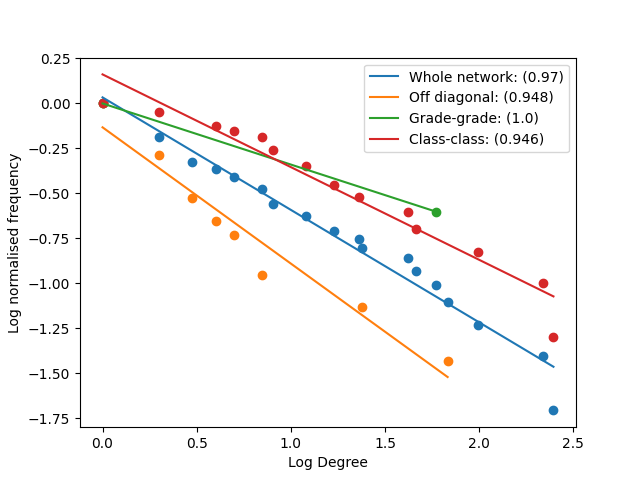 Whole network: (0.97)
Off diagonal: (0.948)
Grade-grade: (1.0)
Class-class: (0.946)
Log normalised frequency
0.25
0.00
−0.25
−0.50
−0.75
−1.00
−1.25
−1.50
−1.75
0.0 0.5 1.0 1.5 2.0 2.5
Log Degree